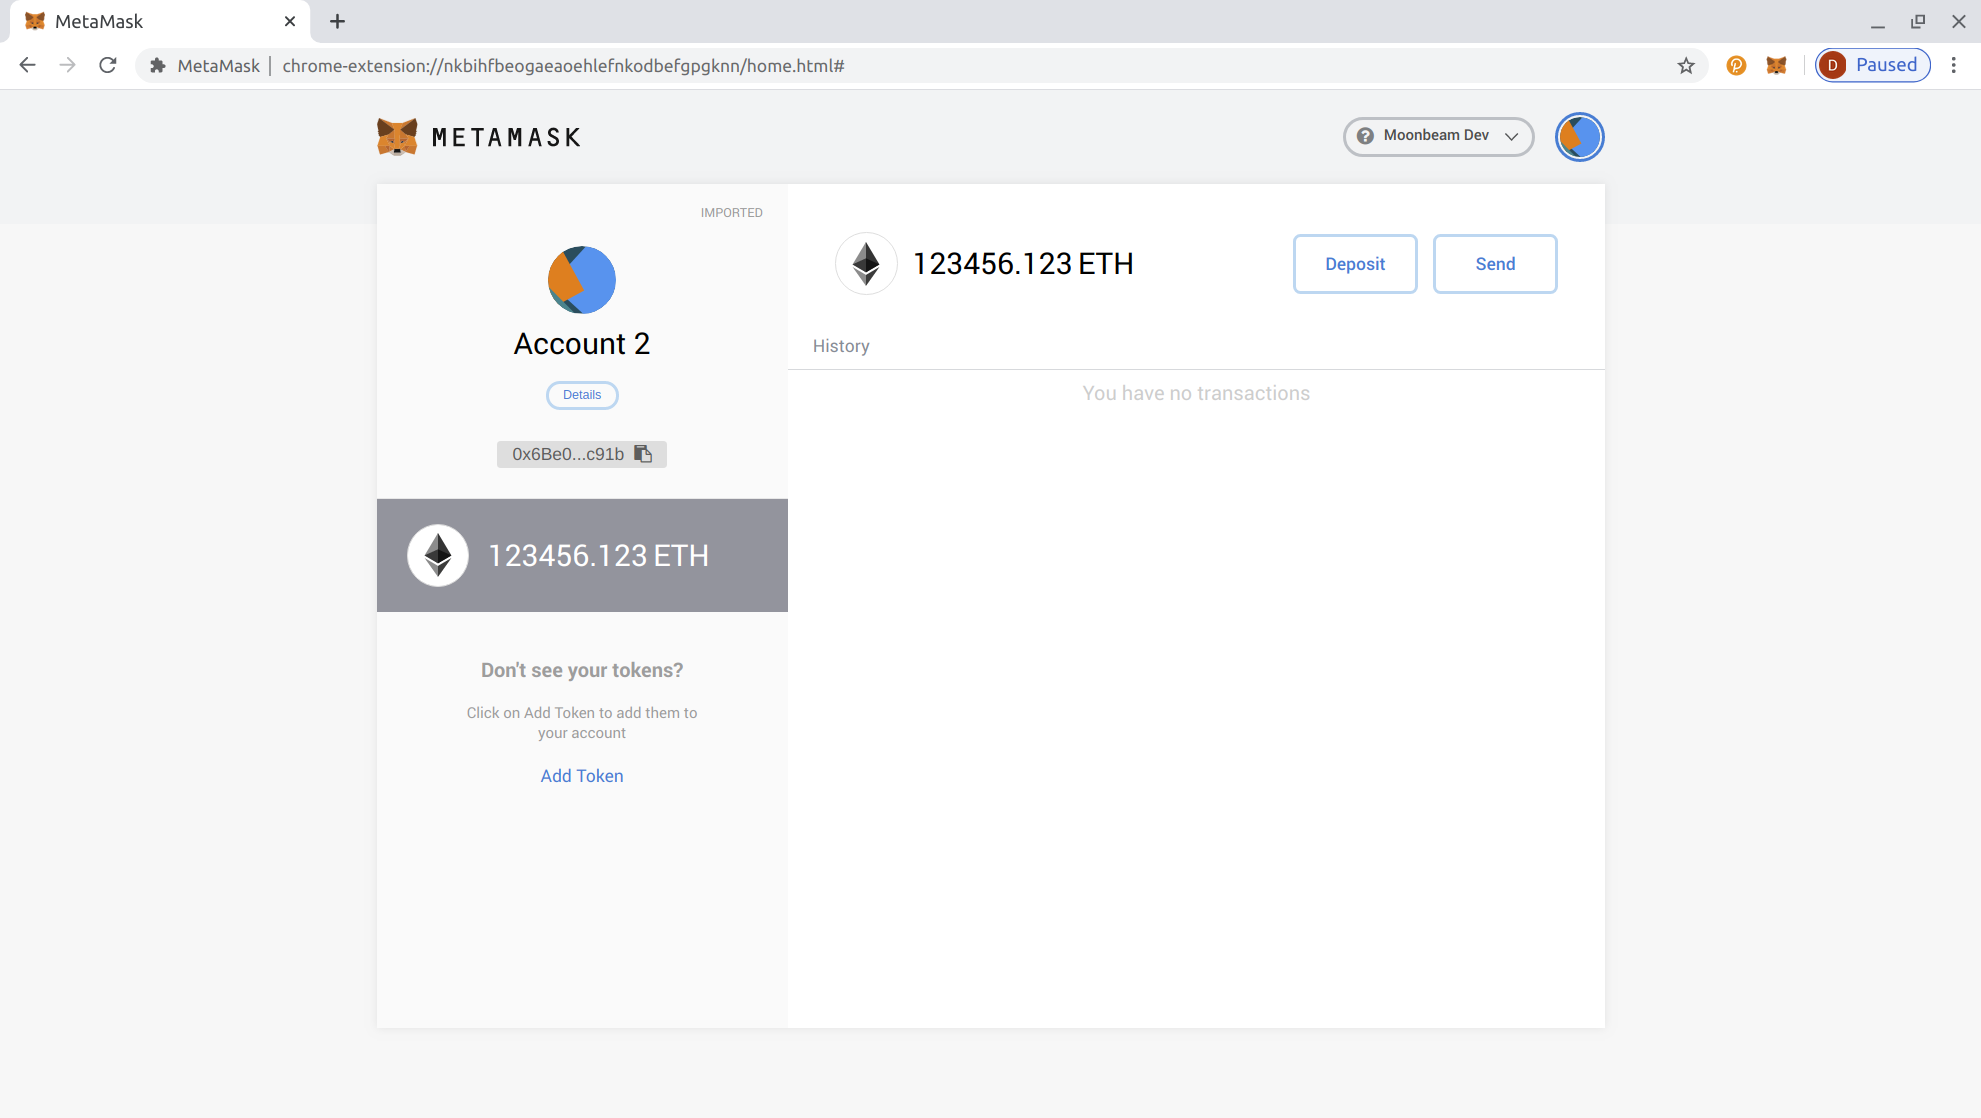 MetaMask
MetaMask | chrome-extension://nkbihfbeogaeaoehlefnkodbefgpgknn/home.html#
D Paused
METAMASK
Moonbeam Dev
IMPORTED
Account 2
Details
0x6Be0...c91b
123456.123 ETH
Don't see your tokens?
Click on Add Token to add them to
your account
Add Token
123456.123 ETH
Deposit
Send
History
You have no transactions